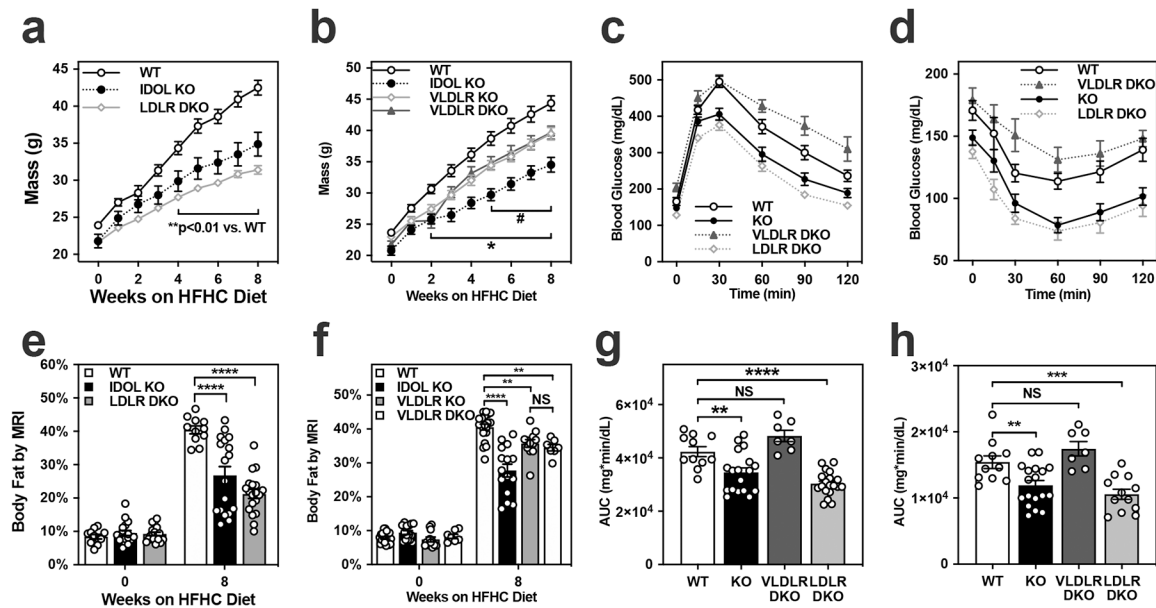 a
45
40
35
30
25
20
Mass (g)
WT
IDOL KO
LDLR DKO
**p<0.01 vs. WT
0 2 4 6 8
Weeks on HFHC Diet
b
50
45
40
35
30
25
20
Mass (g)
WT
IDOL KO
VLDLR KO
VLDLR DKO
#
*
0 2 4 6 8
Weeks on HFHC Diet
c
500
400
300
200
100
0
Blood Glucose (mg/dL)
WT
KO
VLDLR DKO
LDLR DKO
0 30 60 90 120
Time (min)
d
200
150
100
50
Blood Glucose (mg/dL)
WT
VLDLR DKO
KO
LDLR DKO
0 30 60 90 120
Time (min)
e
60%
50%
40%
30%
20%
10%
0%
Body Fat by MRI
WT
IDOL KO
LDLR DKO
****
****
0 8
Weeks on HFHC Diet
f
50%
40%
30%
20%
10%
0%
Body Fat by MRI
WT
IDOL KO
VLDLR KO
VLDLR DKO
**
**
****
NS
0 8
Weeks on HFHC Diet
g
6×10⁴
4×10⁴
2×10⁴
0
AUC (mg*min/dL)
****
NS
**
WT KO VLDLR DKO LDLR DKO
h
3×10⁴
2×10⁴
1×10⁴
0
AUC (mg*min/dL)
***
NS
**
WT KO VLDLR DKO LDLR DKO